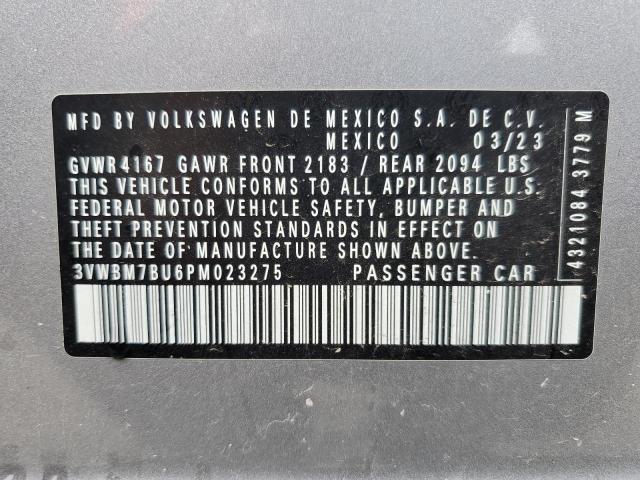 MFD BY VOLKSWAGEN DE MEXICO S.A. DE C.V.
MEXICO 03/23
GVWR 4167 GAWR FRONT 2183 / REAR 2094 LBS
THIS VEHICLE CONFORMS TO ALL APPLICABLE U.S.
FEDERAL MOTOR VEHICLE SAFETY, BUMPER AND
THEFT PREVENTION STANDARDS IN EFFECT ON
THE DATE OF MANUFACTURE SHOWN ABOVE.
3VWBM7BU6PM023275 PASSENGER CAR
4321084 3779 M